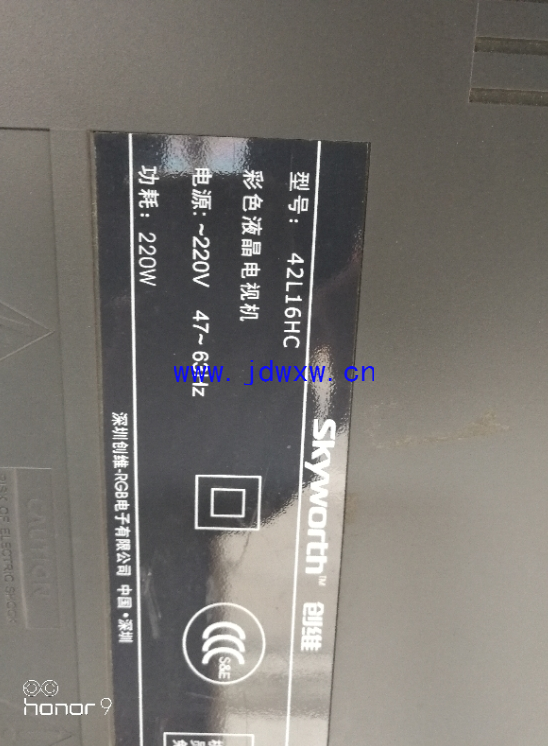 Skyworth™ 创维
型号: 42L16HC
彩色液晶电视机
电源: ~220V 47~63Hz
功耗: 220W
S&E
深圳创维-RGB电子有限公司 中国·深圳
www.jdwxw.cn
honor 9